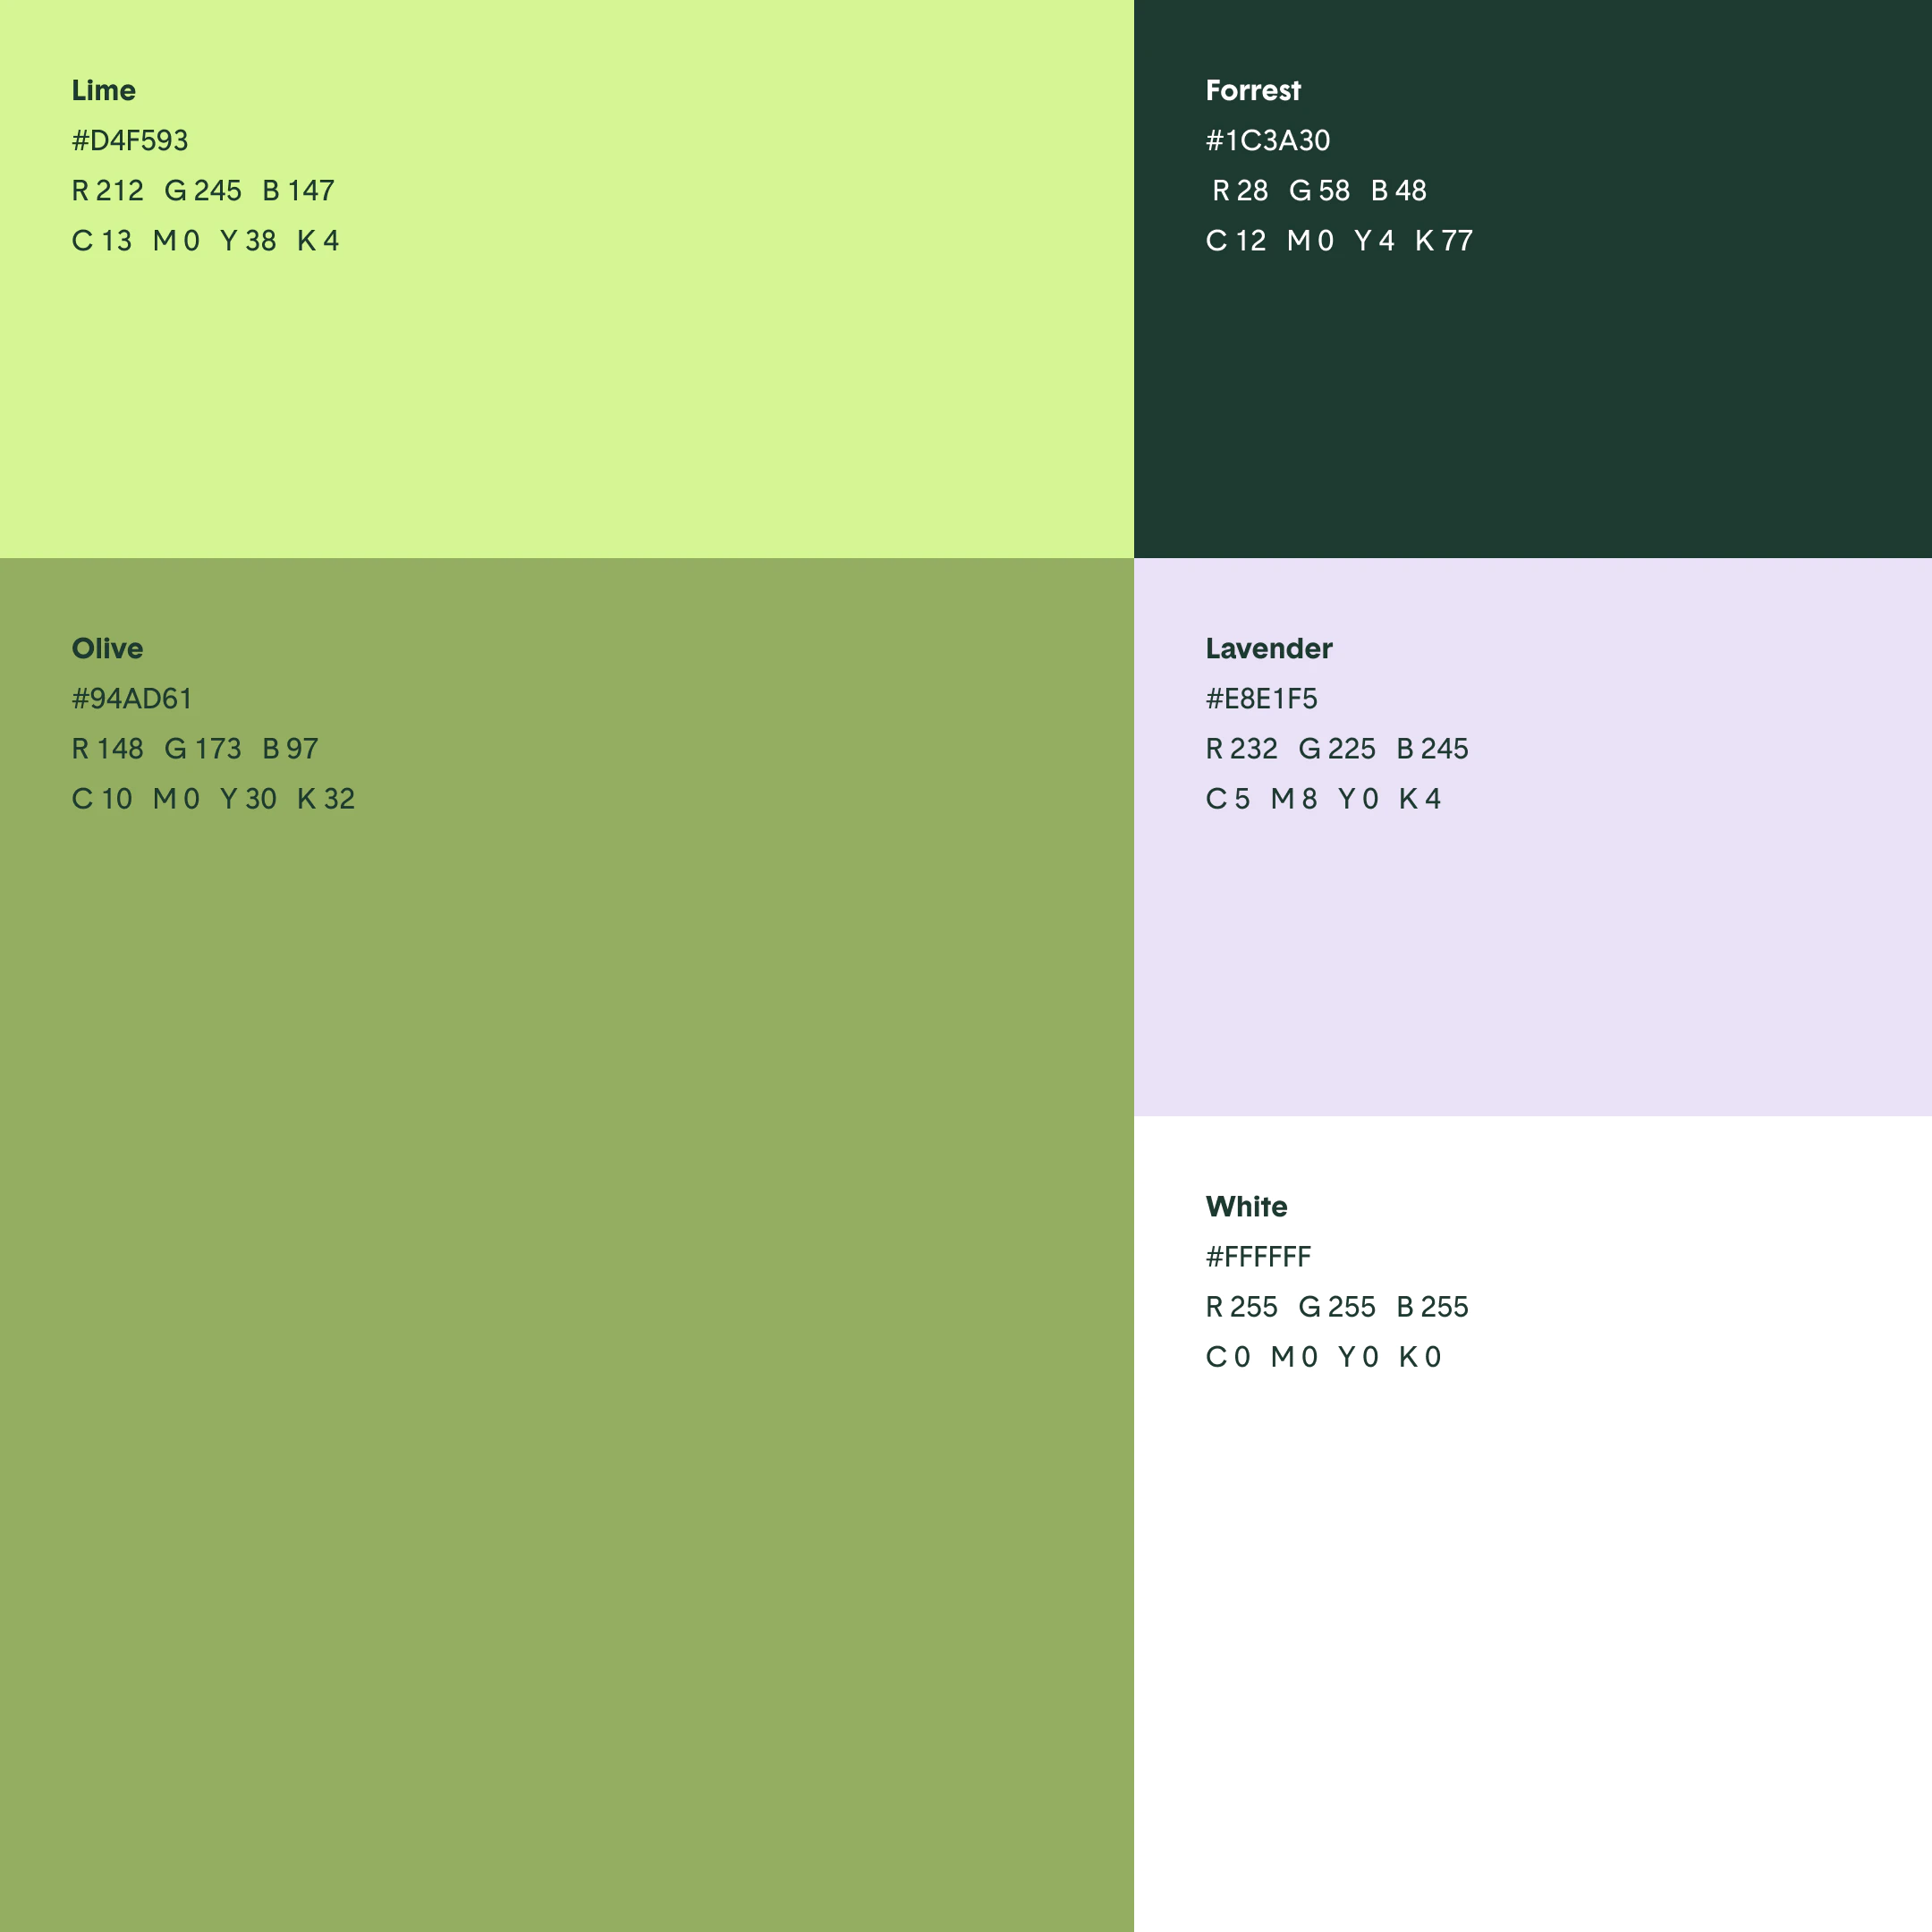 Lime
#D4F593
R 212 G 245 B 147
C 13 M 0 Y 38 K 4
Forrest
#1C3A30
R 28 G 58 B 48
C 12 M 0 Y 4 K 77
Olive
#94AD61
R 148 G 173 B 97
C 10 M 0 Y 30 K 32
Lavender
#E8E1F5
R 232 G 225 B 245
C 5 M 8 Y 0 K 4
White
#FFFFFF
R 255 G 255 B 255
C 0 M 0 Y 0 K 0